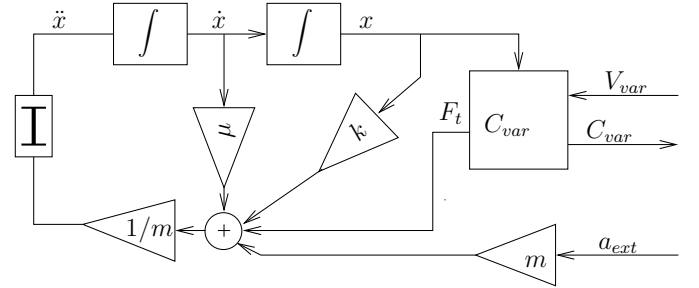 ẍ ∫ ẋ ∫ x
V_var
F_t C_var C_var
μ k
I
1/m +
m a_ext